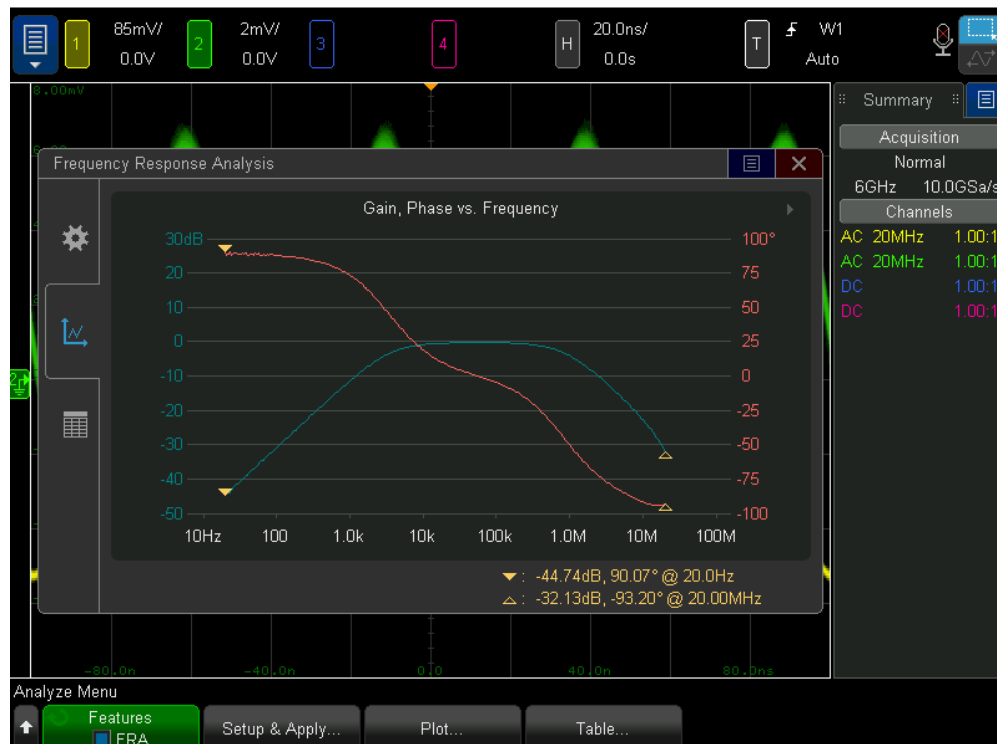 1 85mV/ 2 2mV/ 3 4 H 20.0ns/ T W1
0.0V 0.0V 0.0s Auto
8.00mV
Summary
Acquisition
Normal
6GHz 10.0GSa/s
Channels
AC 20MHz 1.00:1
AC 20MHz 1.00:1
DC 1.00:1
DC 1.00:1
Frequency Response Analysis
Gain, Phase vs. Frequency
30dB 100°
20 75
10 50
0 25
-10 0
-20 -25
-30 -50
-40 -75
-50 -100
10Hz 100 1.0k 10k 100k 1.0M 10M 100M
: -44.74dB, 90.07° @ 20.0Hz
: -32.13dB, -93.20° @ 20.00MHz
2
-80.0n -40.0n 0.0 40.0n 80.0ns
Analyze Menu
Features
FRA
Setup & Apply...
Plot...
Table...